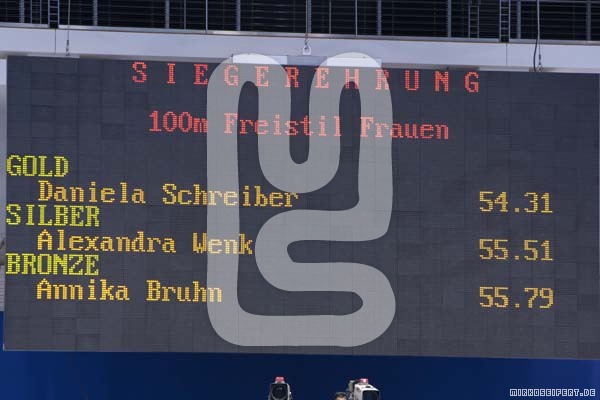 SIEGEREHRUNG
100m Freistil Frauen
GOLD
Daniela Schreiber 54.31
SILBER
Alexandra Wenk 55.51
BRONZE
Annika Bruhn 55.79
MIRKOSEIFERT.DE